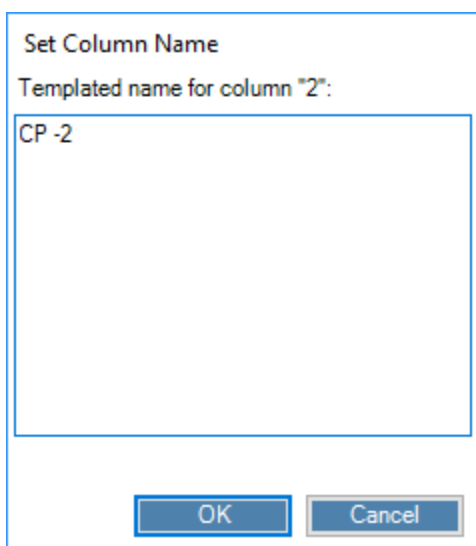 Set Column Name
Templated name for column "2":
CP -2
OK
Cancel